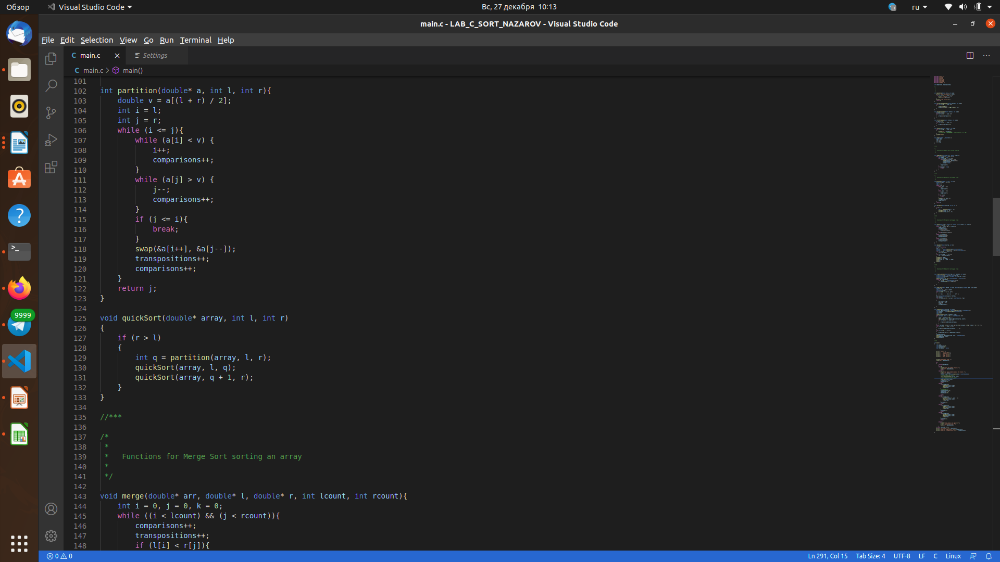 Обзор
Visual Studio Code
Вс, 27 декабря 10:13
ru
main.c - LAB_C_SORT_NAZAROV - Visual Studio Code
File Edit Selection View Go Run Terminal Help
C main.c
Settings
C main.c > main()
101
102 int partition(double* a, int l, int r){
103     double v = a[(l + r) / 2];
104     int i = l;
105     int j = r;
106     while (i <= j){
107         while (a[i] < v) {
108             i++;
109             comparisons++;
110         }
111         while (a[j] > v) {
112             j--;
113             comparisons++;
114         }
115         if (j <= i){
116             break;
117         }
118         swap(&a[i++], &a[j--]);
119         transpositions++;
120         comparisons++;
121     }
122     return j;
123 }
124
125 void quickSort(double* array, int l, int r)
126 {
127     if (r > l)
128     {
129         int q = partition(array, l, r);
130         quickSort(array, l, q);
131         quickSort(array, q + 1, r);
132     }
133 }
134
135 //***
136
137 /*
138  *
139  *   Functions for Merge Sort sorting an array
140  *
141  */
142
143 void merge(double* arr, double* l, double* r, int lcount, int rcount){
144     int i = 0, j = 0, k = 0;
145     while ((i < lcount) && (j < rcount)){
146         comparisons++;
147         transpositions++;
148         if (l[i] < r[j]){
9999
0 0
Ln 291, Col 15 Tab Size: 4 UTF-8 LF C Linux